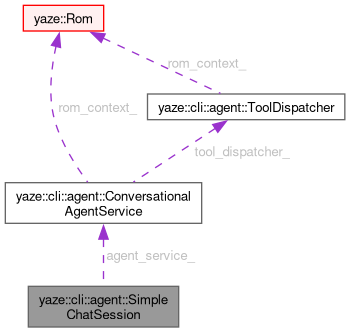 yaze::Rom
rom_context_
rom_context_
yaze::cli::agent::ToolDispatcher
tool_dispatcher_
yaze::cli::agent::Conversational
AgentService
agent_service_
yaze::cli::agent::Simple
ChatSession